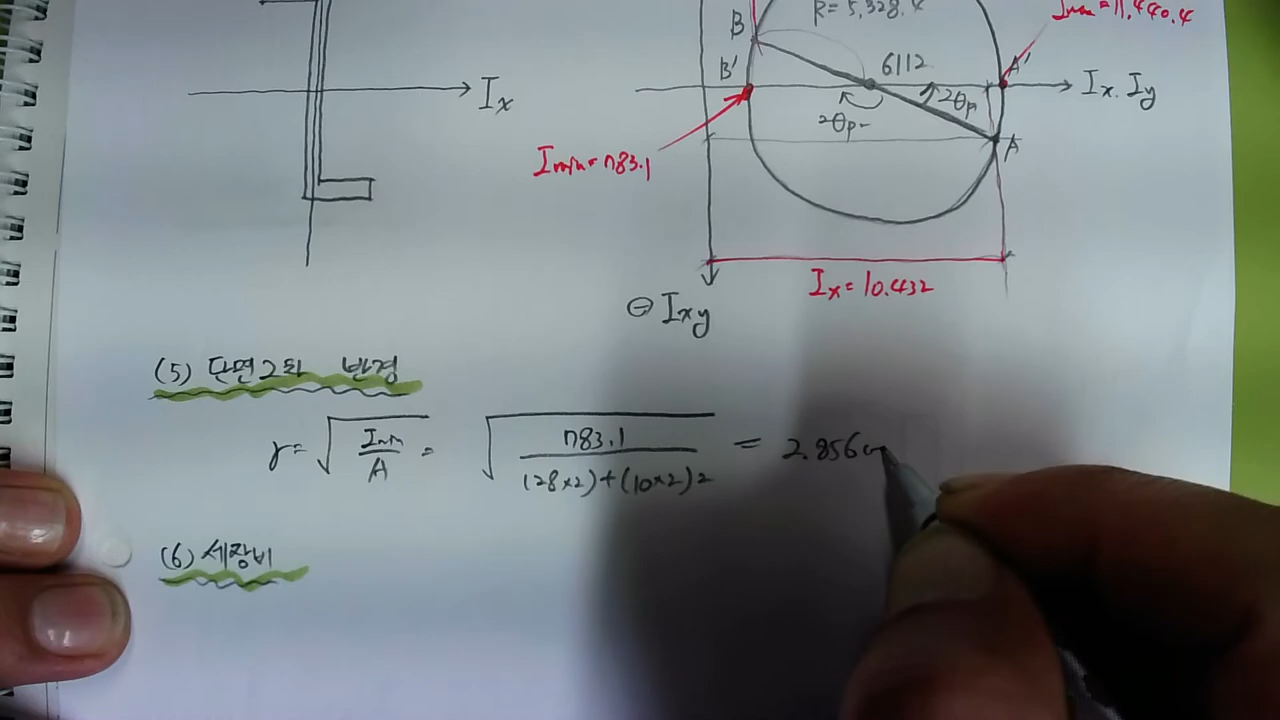 R=5,328.4
Imax=11,440.4
B
B'
6112
A'
Ix
Ix. Iy
2θp
2θp
A
Imin=783.1
Ix=10.432
⊖ Ixy
(5) 단면2차 반경
r=√(Imin/A) = √(783.1/((28×2)+(10×2)2)) = 2.856cm
(6) 세장비